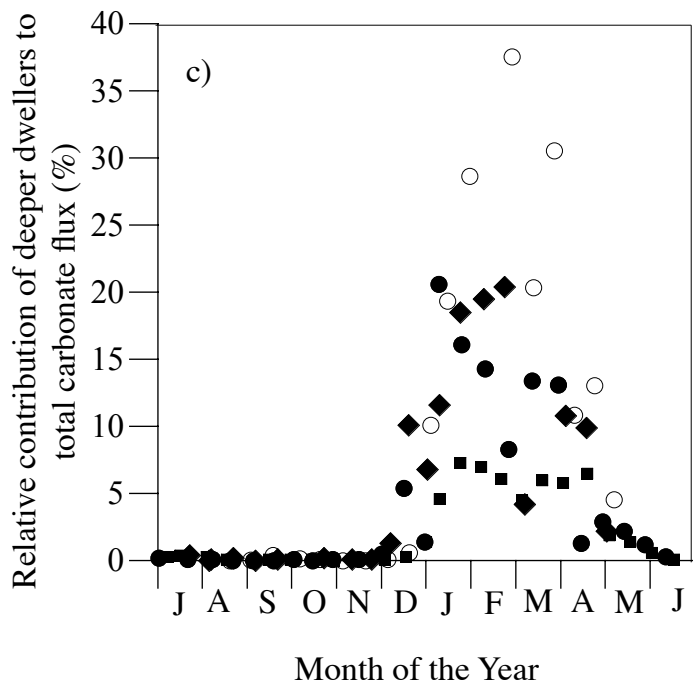 Relative contribution of deeper dwellers to
total carbonate flux (%)
c)
40
35
30
25
20
15
10
5
0
J A S O N D J F M A M J
Month of the Year